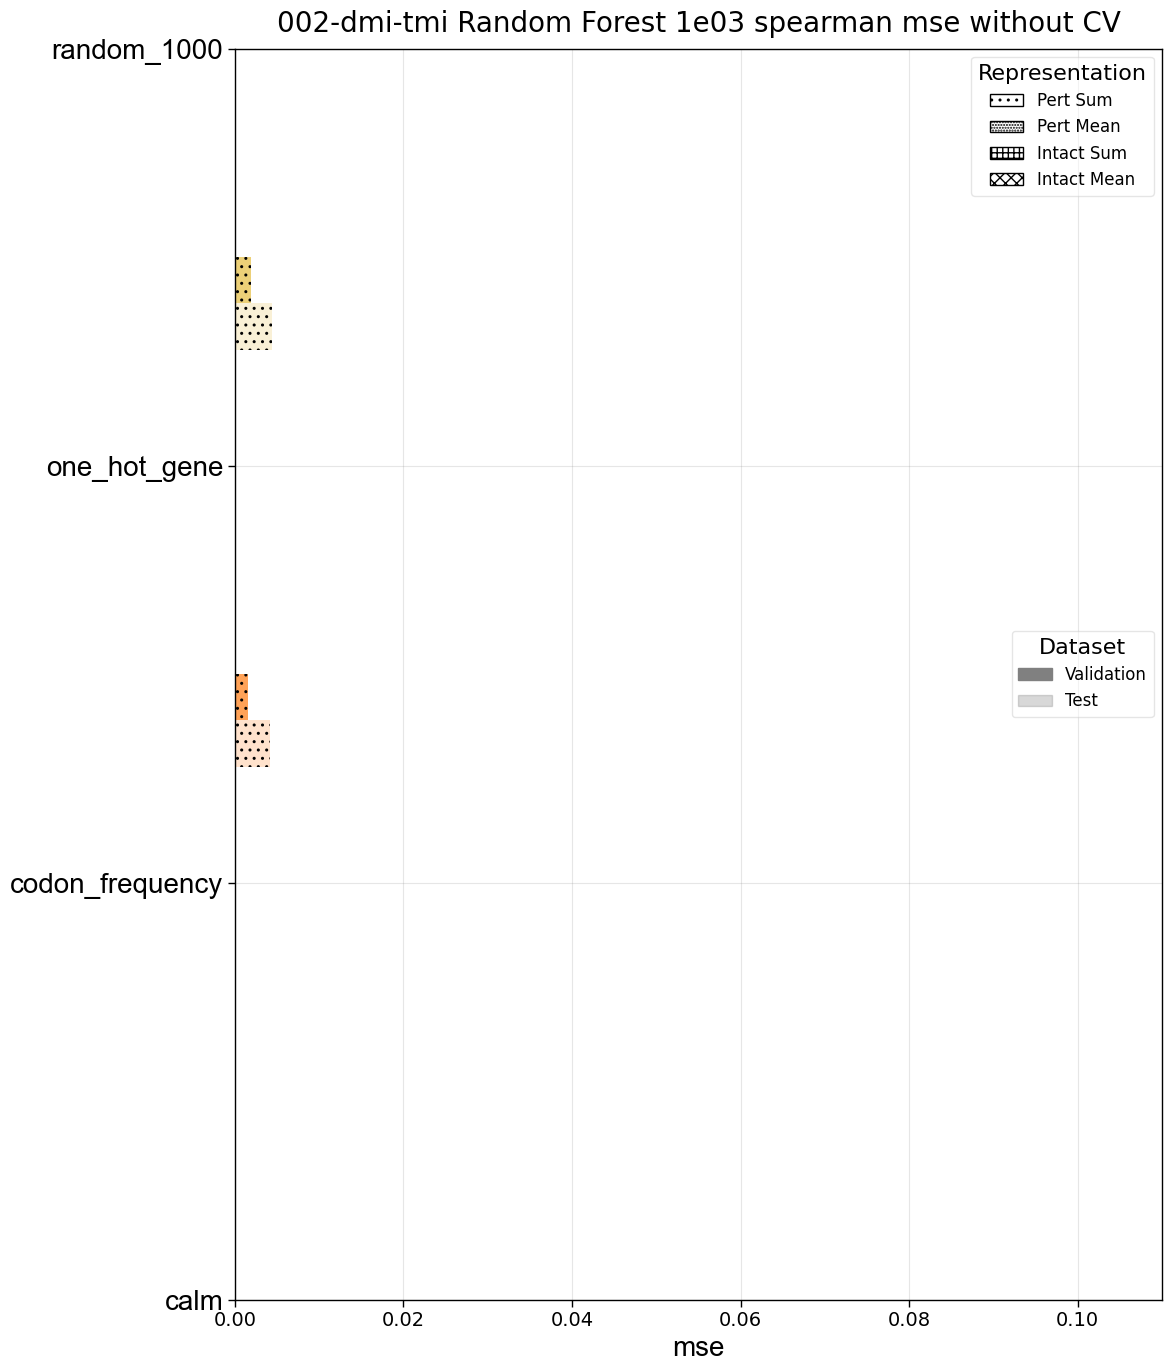 002-dmi-tmi Random Forest 1e03 spearman mse without CV
random_1000
one_hot_gene
codon_frequency
calm
Representation
Pert Sum
Pert Mean
Intact Sum
Intact Mean
Dataset
Validation
Test
0.00 0.02 0.04 0.06 0.08 0.10
mse